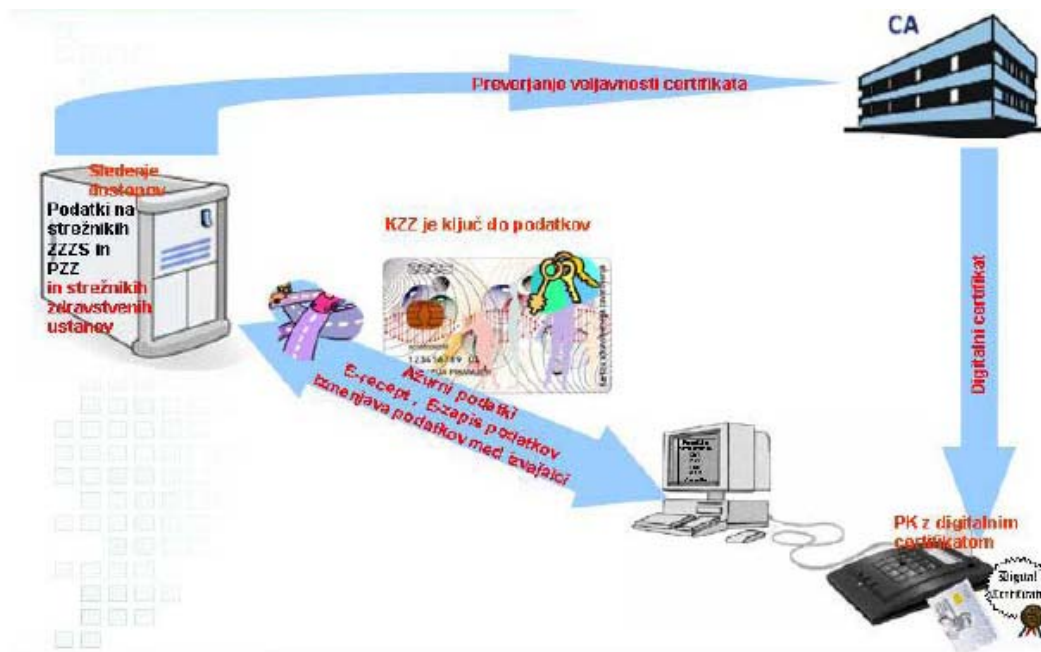 CA
Preverjanje veljavnosti certifikata
Sledenje
dostopov
Podatki na
strežnikih
ZZZS in
PZZ
in strežnikih
zdravstvenih
ustanov
KZZ je ključ do podatkov
123456789
Ažurni podatki
E-recept , E-zapis podatkov
Izmenjava podatkov med izvajalci
Digitalni certifikat
PK z digitalnim
certifikatom
Digital
Certificate